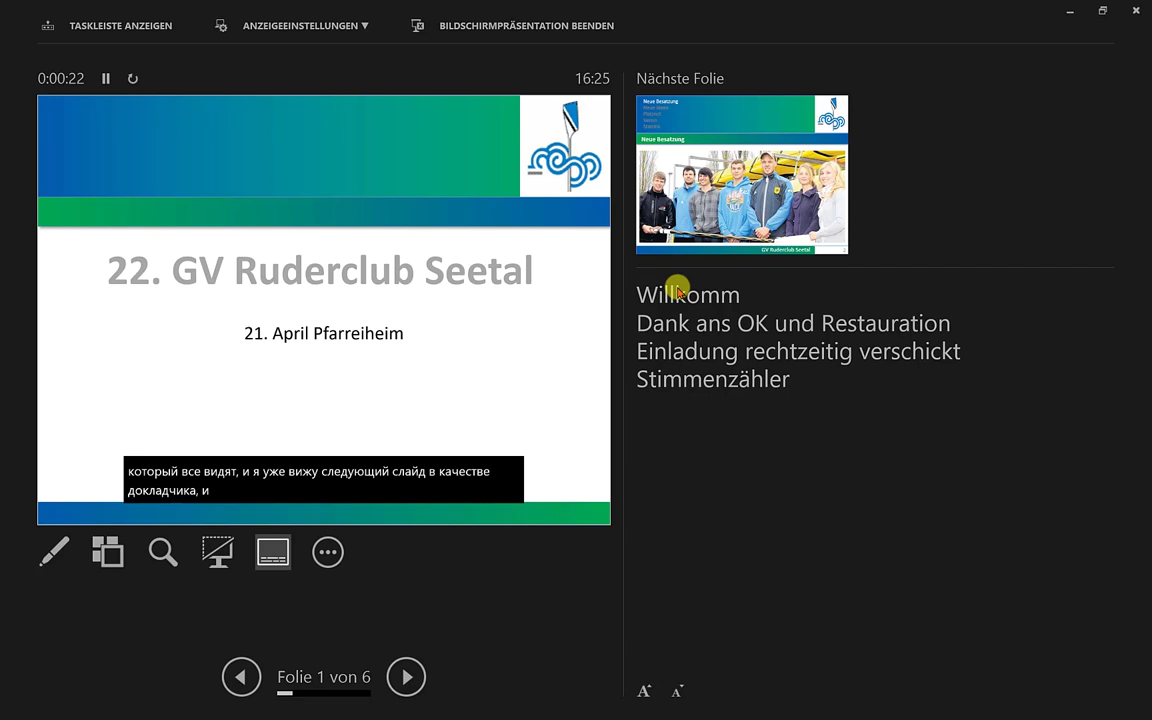 TASKLEISTE ANZEIGEN
ANZEIGEEINSTELLUNGEN ▼
BILDSCHIRMPRÄSENTATION BEENDEN
0:00:22
16:25
22. GV Ruderclub Seetal
21. April Pfarreiheim
который все видят, и я уже вижу следующий слайд в качестве
докладчика, и
Folie 1 von 6
Nächste Folie
Neue Besatzung
Neue Besatzung
GV Ruderclub Seetal
Willkomm
Dank ans OK und Restauration
Einladung rechtzeitig verschickt
Stimmenzähler
A A